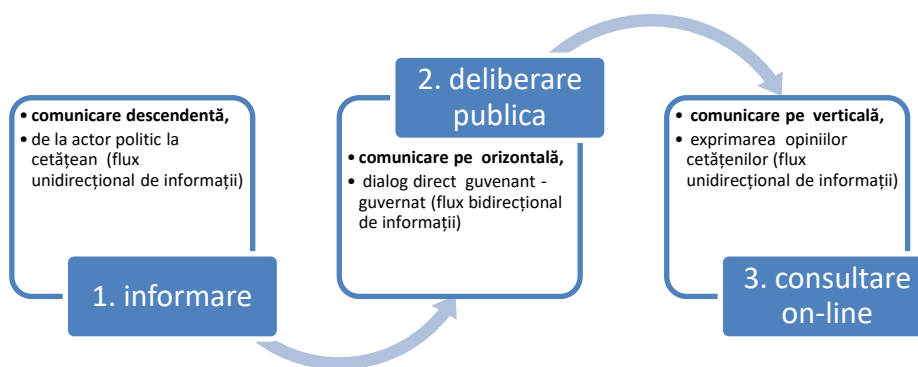 • comunicare descendentă,
• de la actor politic la
cetățean (flux
unidirecțional de informații)
1. informare
2. deliberare
publica
• comunicare pe orizontală,
• dialog direct guvenant -
guvernat (flux bidirecțional
de informații)
• comunicare pe verticală,
• exprimarea opiniilor
cetățenilor (flux
unidirecțional de informații)
3. consultare
on-line